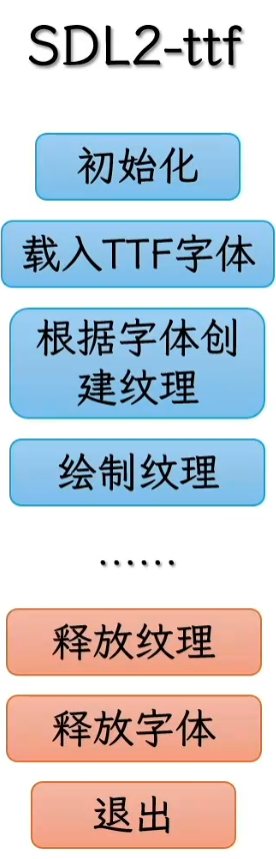 SDL2-ttf
初始化
载入TTF字体
根据字体创
建纹理
绘制纹理
……
释放纹理
释放字体
退出